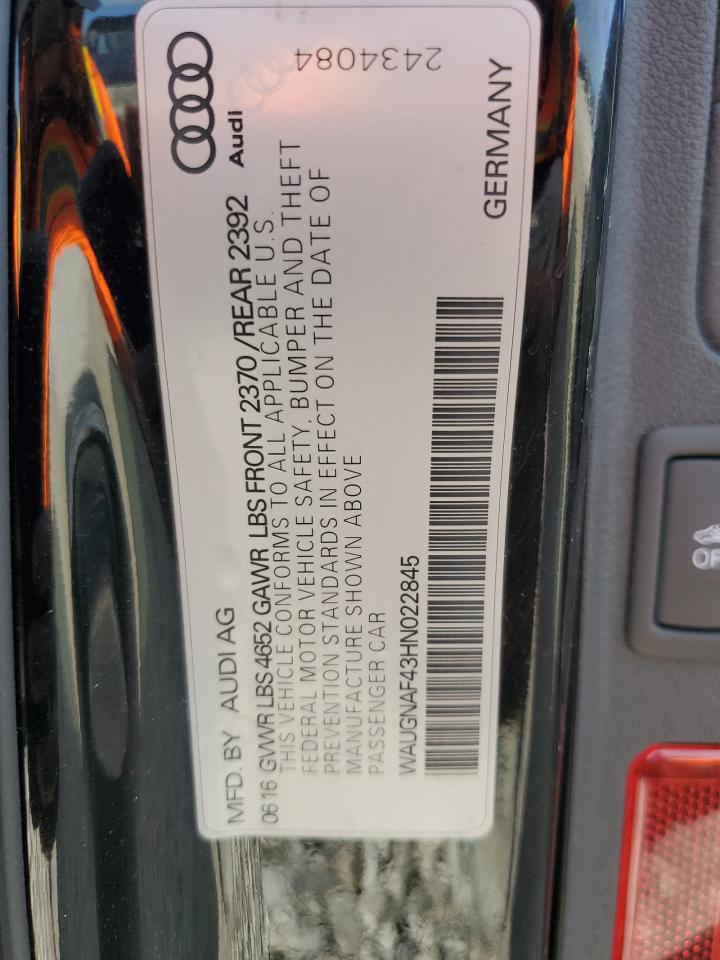 MFD. BY AUDI AG
0616 GVWR LBS 4652 GAWR LBS FRONT 2370 /REAR 2392
THIS VEHICLE CONFORMS TO ALL APPLICABLE U.S.
FEDERAL MOTOR VEHICLE SAFETY, BUMPER AND THEFT
PREVENTION STANDARDS IN EFFECT ON THE DATE OF
MANUFACTURE SHOWN ABOVE
PASSENGER CAR
WAUGNAF43HN022845
Audi
2434084
GERMANY